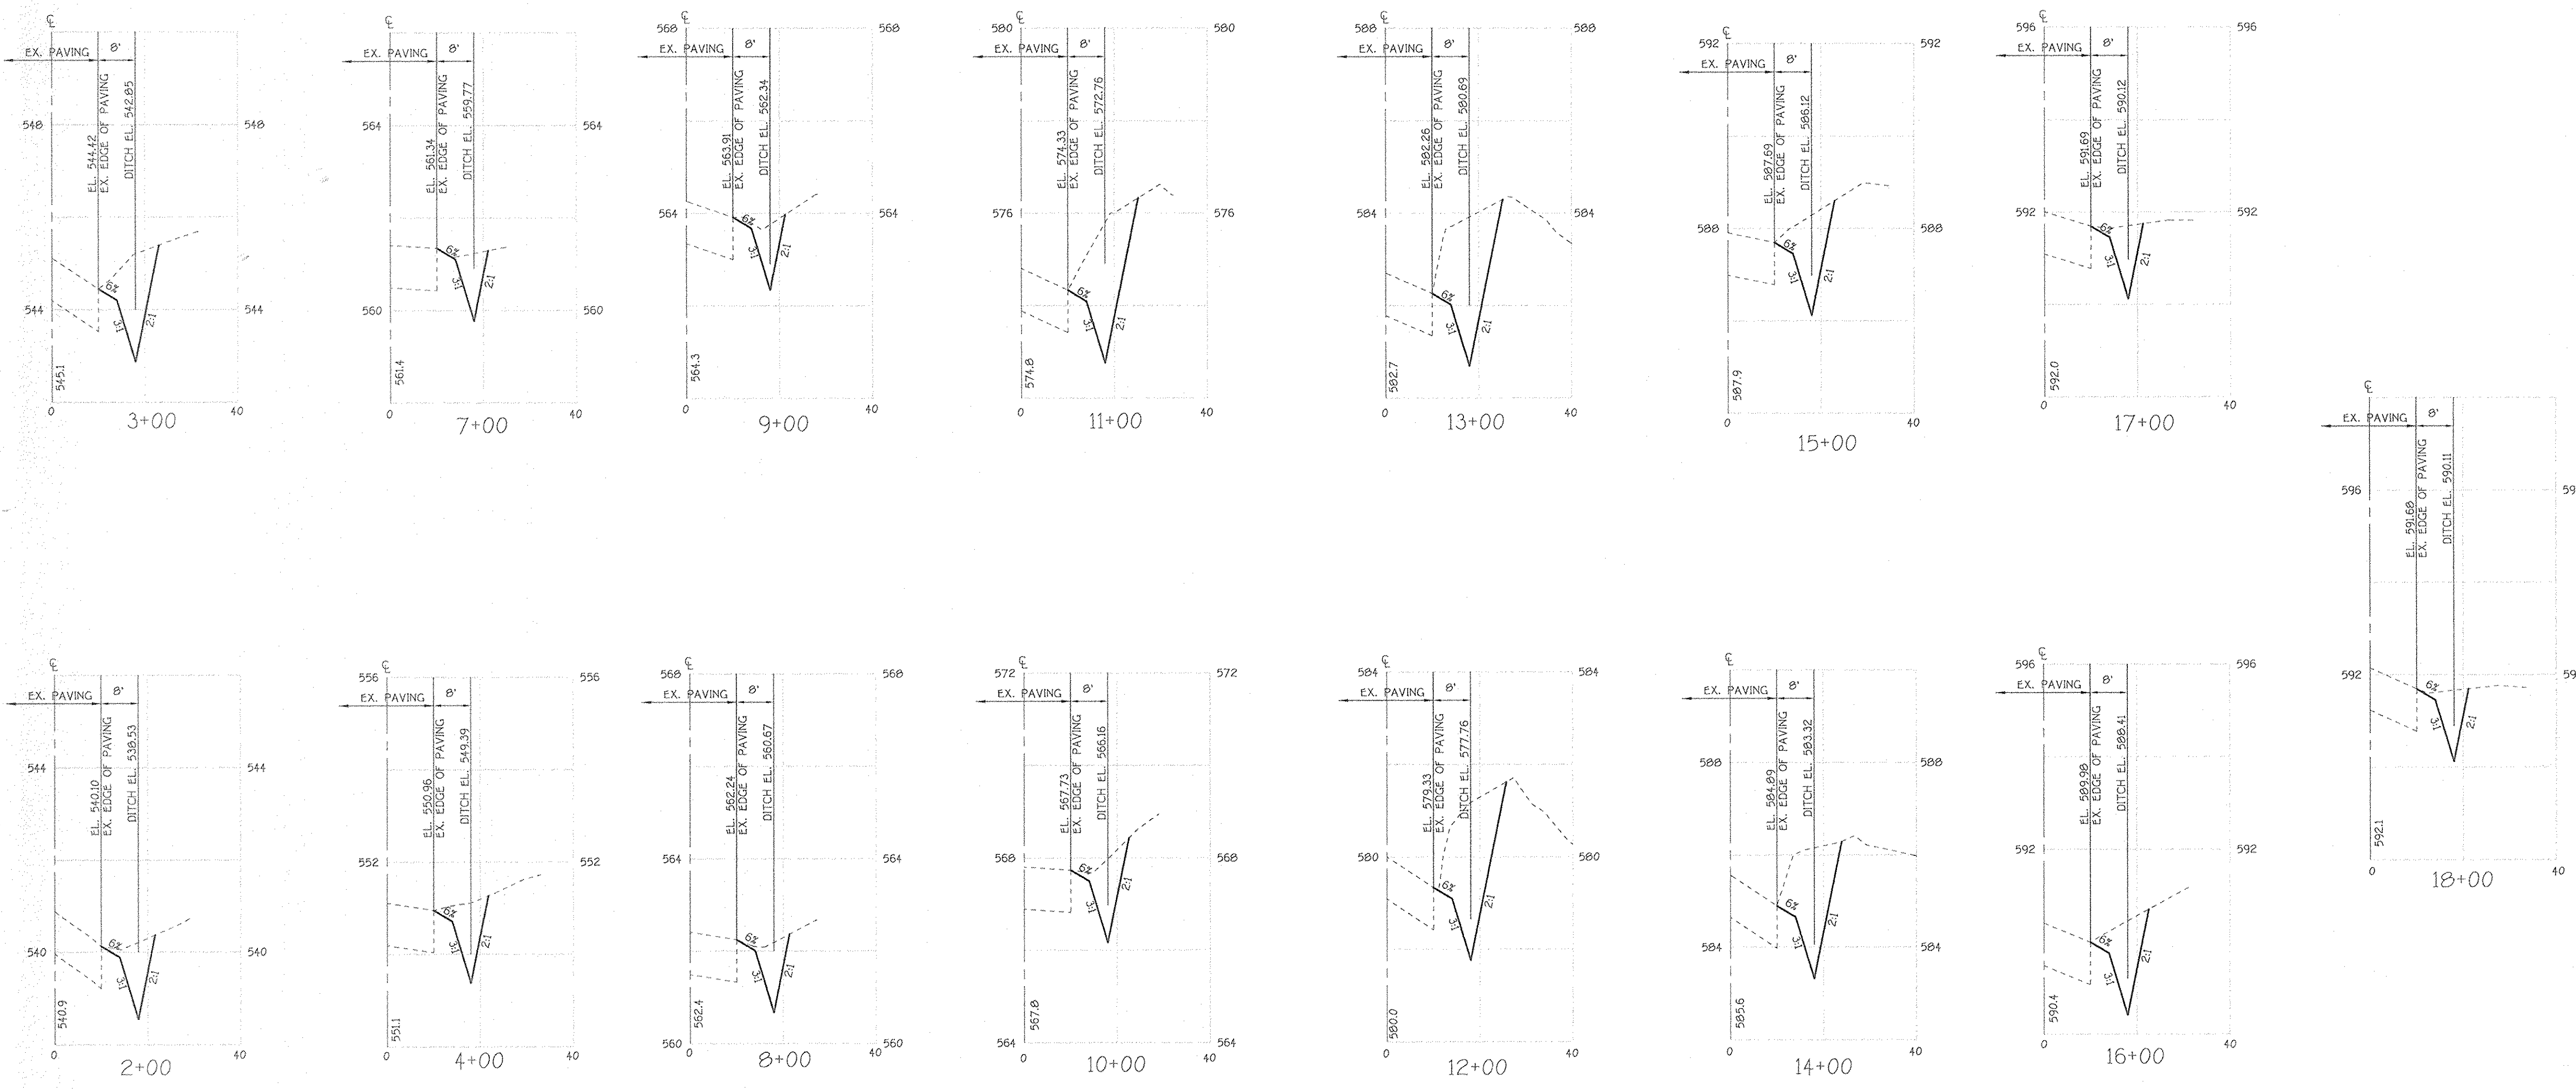 ℄
EX. PAVING 8'
EL. 544.42
EX. EDGE OF PAVING
DITCH EL. 542.85
548 548
6%
544 3:1 2:1 544
545.1
0 40
3+00
℄
EX. PAVING 8'
EL. 561.34
EX. EDGE OF PAVING
DITCH EL. 559.77
564 564
6%
3:1 2:1
560 560
561.4
0 40
7+00
℄
568 568
EX. PAVING 8'
EL. 563.91
EX. EDGE OF PAVING
DITCH EL. 562.34
564 564
6%
3:1 2:1
564.3
0 40
9+00
℄
580 580
EX. PAVING 8'
EL. 574.33
EX. EDGE OF PAVING
DITCH EL. 572.76
576 576
6%
3:1 2:1
574.8
0 40
11+00
℄
588 588
EX. PAVING 8'
EL. 582.26
EX. EDGE OF PAVING
DITCH EL. 580.69
584 584
6%
3:1 2:1
582.7
0 40
13+00
℄
592 592
EX. PAVING 8'
EL. 587.69
EX. EDGE OF PAVING
DITCH EL. 586.12
588 588
6%
3:1 2:1
587.9
0 40
15+00
℄
596 596
EX. PAVING 8'
EL. 591.69
EX. EDGE OF PAVING
DITCH EL. 590.12
592 592
6%
3:1 2:1
592.0
0 40
17+00
℄
EX. PAVING 8'
EL. 591.68
EX. EDGE OF PAVING
DITCH EL. 590.11
596 59
592 59
6%
3:1 2:1
592.1
0 40
18+00
℄
EX. PAVING 8'
EL. 540.10
EX. EDGE OF PAVING
DITCH EL. 538.53
544 544
6%
540 540
3:1 2:1
540.9
0 40
2+00
℄
556 556
EX. PAVING 8'
EL. 550.96
EX. EDGE OF PAVING
DITCH EL. 549.39
552 552
6%
3:1 2:1
551.1
0 40
4+00
℄
568 568
EX. PAVING 8'
EL. 562.24
EX. EDGE OF PAVING
DITCH EL. 560.67
564 564
6%
3:1 2:1
562.4
560 560
0 40
8+00
℄
572 572
EX. PAVING 8'
EL. 567.73
EX. EDGE OF PAVING
DITCH EL. 566.16
568 568
6%
3:1 2:1
567.8
564 564
0 40
10+00
℄
584 584
EX. PAVING 8'
EL. 579.33
EX. EDGE OF PAVING
DITCH EL. 577.76
580 580
6%
3:1 2:1
580.0
0 40
12+00
℄
EX. PAVING 8'
EL. 584.89
EX. EDGE OF PAVING
DITCH EL. 583.32
588 588
6%
584 584
3:1 2:1
585.6
0 40
14+00
℄
596 596
EX. PAVING 8'
EL. 589.98
EX. EDGE OF PAVING
DITCH EL. 588.41
592 592
6%
3:1 2:1
590.4
0 40
16+00